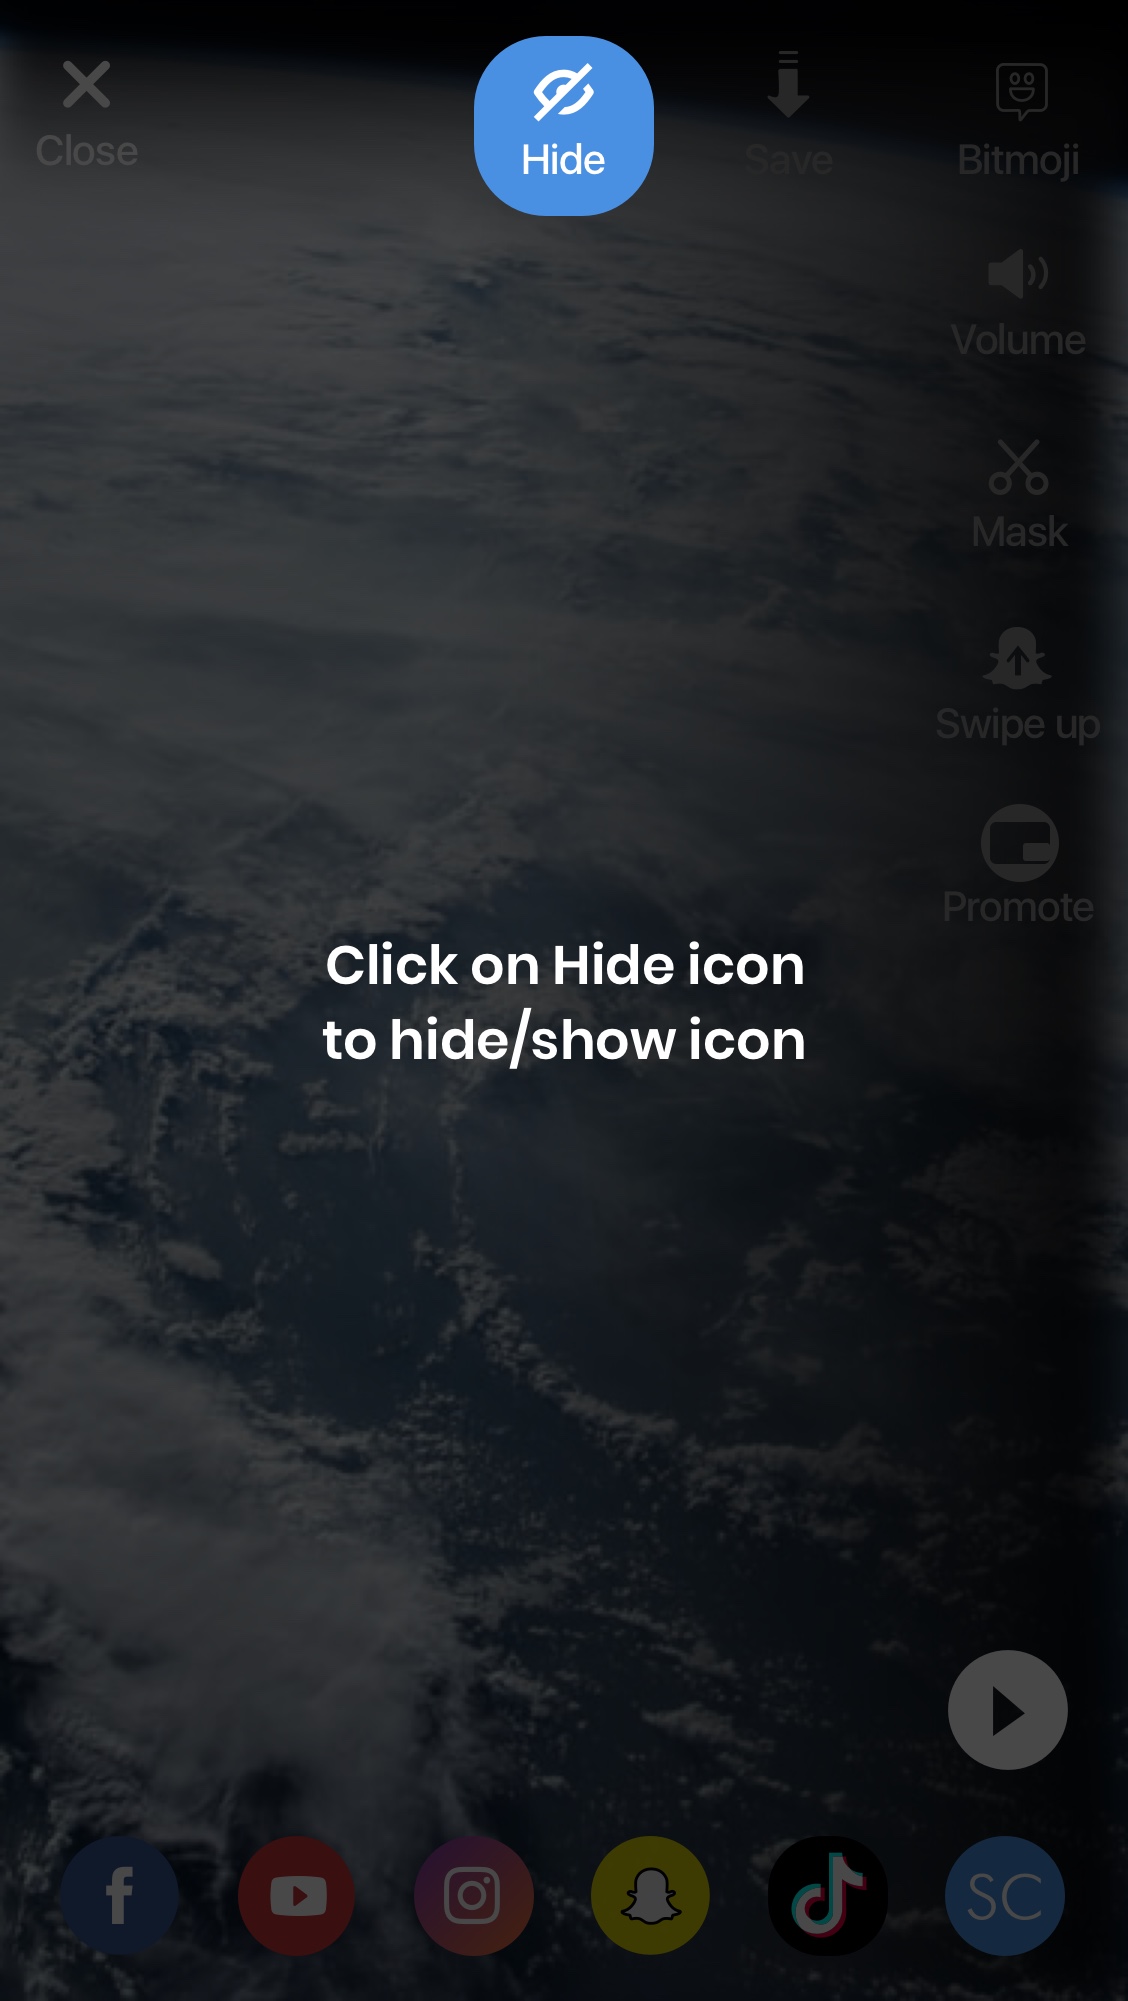 Close
Hide
Save
Bitmoji
Volume
Mask
Swipe up
Promote
Click on Hide icon
to hide/show icon
SC